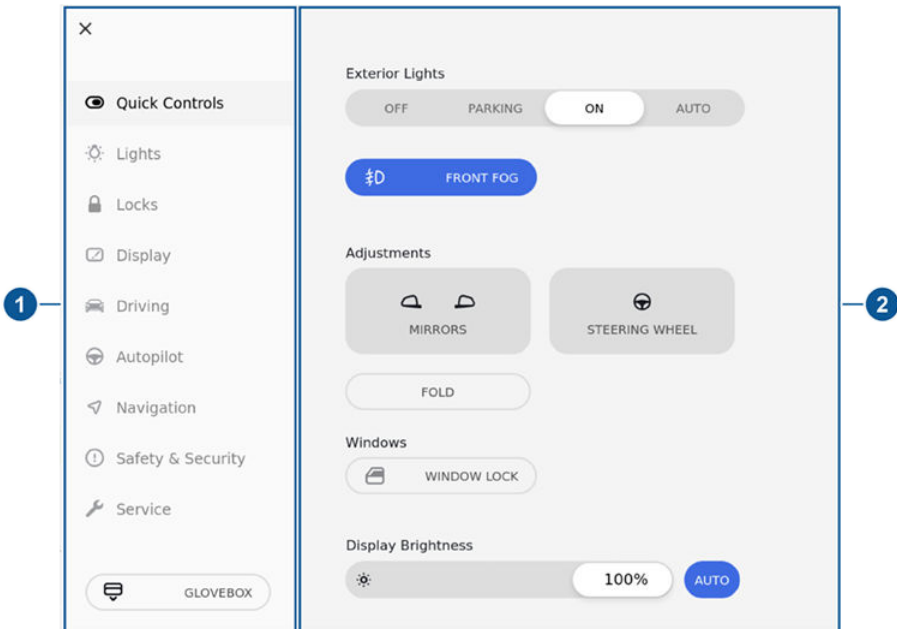 ×
Quick Controls
Lights
Locks
Display
Driving
Autopilot
Navigation
Safety & Security
Service
GLOVEBOX
1
Exterior Lights
OFF PARKING ON AUTO
FRONT FOG
Adjustments
MIRRORS STEERING WHEEL
FOLD
Windows
WINDOW LOCK
Display Brightness
100% AUTO
2